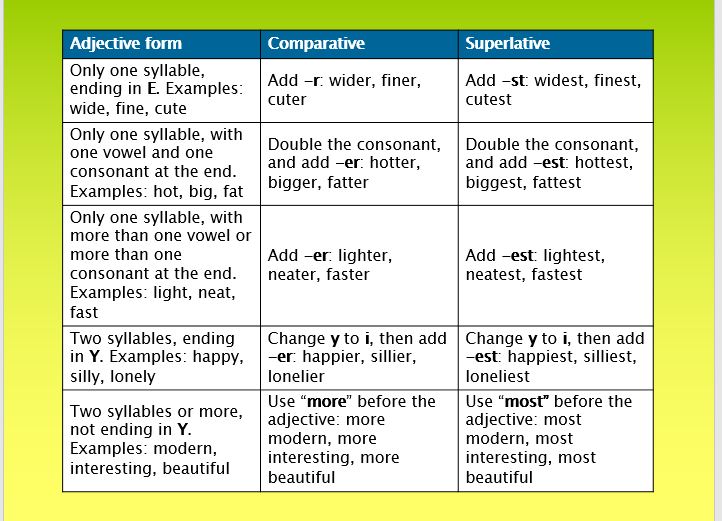 Adjective form
Comparative
Superlative
Only one syllable,
ending in E. Examples:
wide, fine, cute
Add –r: wider, finer,
cuter
Add –st: widest, finest,
cutest
Only one syllable, with
one vowel and one
consonant at the end.
Examples: hot, big, fat
Double the consonant,
and add –er: hotter,
bigger, fatter
Double the consonant,
and add –est: hottest,
biggest, fattest
Only one syllable, with
more than one vowel or
more than one
consonant at the end.
Examples: light, neat,
fast
Add –er: lighter,
neater, faster
Add –est: lightest,
neatest, fastest
Two syllables, ending
in Y. Examples: happy,
silly, lonely
Change y to i, then add
–er: happier, sillier,
lonelier
Change y to i, then add
–est: happiest, silliest,
loneliest
Two syllables or more,
not ending in Y.
Examples: modern,
interesting, beautiful
Use “more” before the
adjective: more
modern, more
interesting, more
beautiful
Use “most” before the
adjective: most
modern, most
interesting, most
beautiful